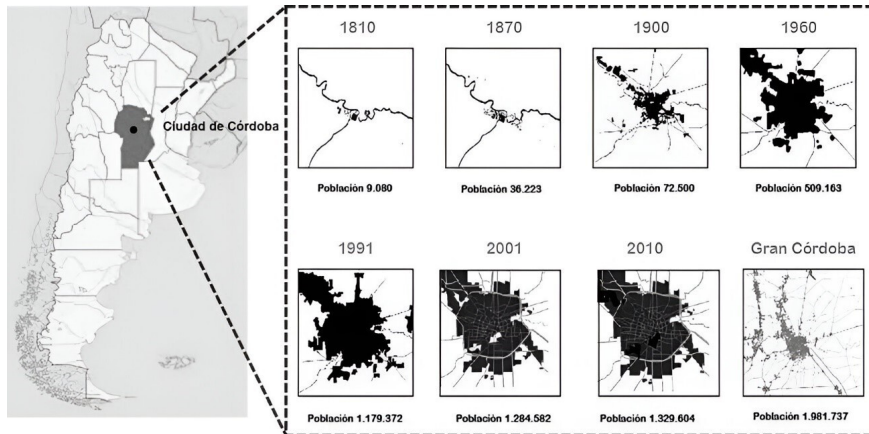 Ciudad de Córdoba
1810
1870
1900
1960
Población 9.080
Población 36.223
Población 72.500
Población 509.163
1991
2001
2010
Gran Córdoba
Población 1.179.372
Población 1.284.582
Población 1.329.604
Población 1.981.737